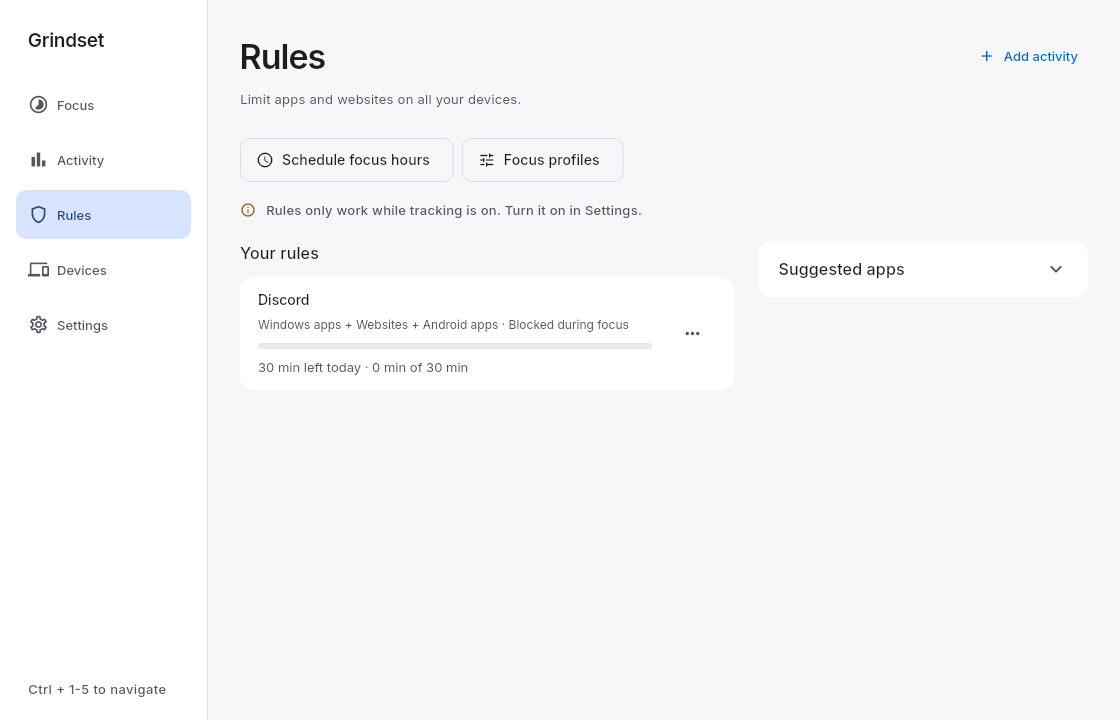 Grindset
Focus
Activity
Rules
Devices
Settings
Ctrl + 1-5 to navigate
Rules
Add activity
Limit apps and websites on all your devices.
Schedule focus hours
Focus profiles
Rules only work while tracking is on. Turn it on in Settings.
Your rules
Discord
Windows apps + Websites + Android apps · Blocked during focus
30 min left today · 0 min of 30 min
Suggested apps